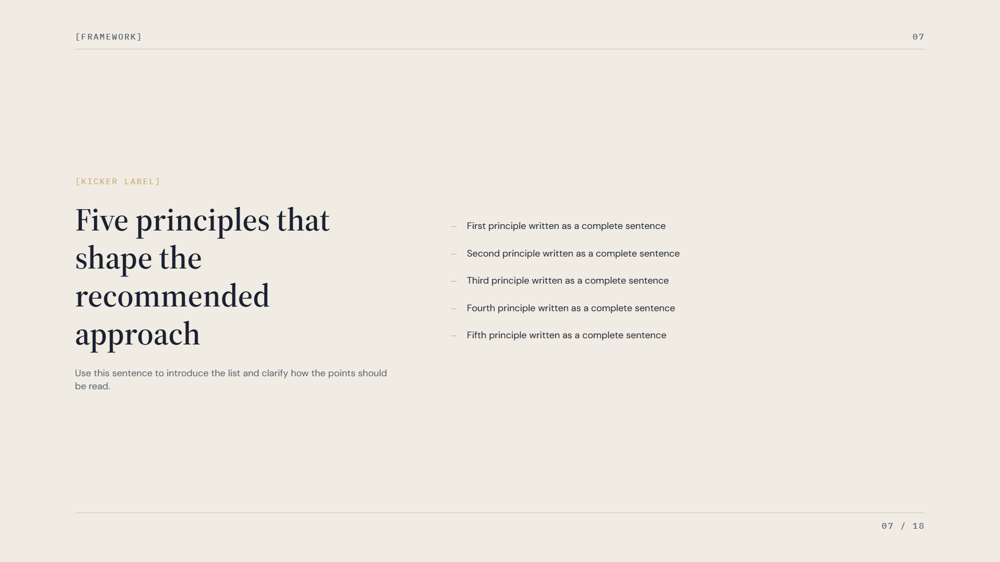 [FRAMEWORK]
07
[KICKER LABEL]
Five principles that
shape the
recommended
approach
Use this sentence to introduce the list and clarify how the points should
be read.
— First principle written as a complete sentence
— Second principle written as a complete sentence
— Third principle written as a complete sentence
— Fourth principle written as a complete sentence
— Fifth principle written as a complete sentence
07 / 18